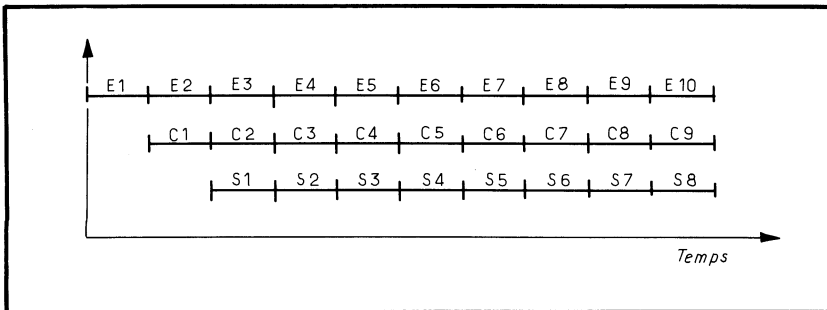 E1 E2 E3 E4 E5 E6 E7 E8 E9 E10
C1 C2 C3 C4 C5 C6 C7 C8 C9
S1 S2 S3 S4 S5 S6 S7 S8
Temps